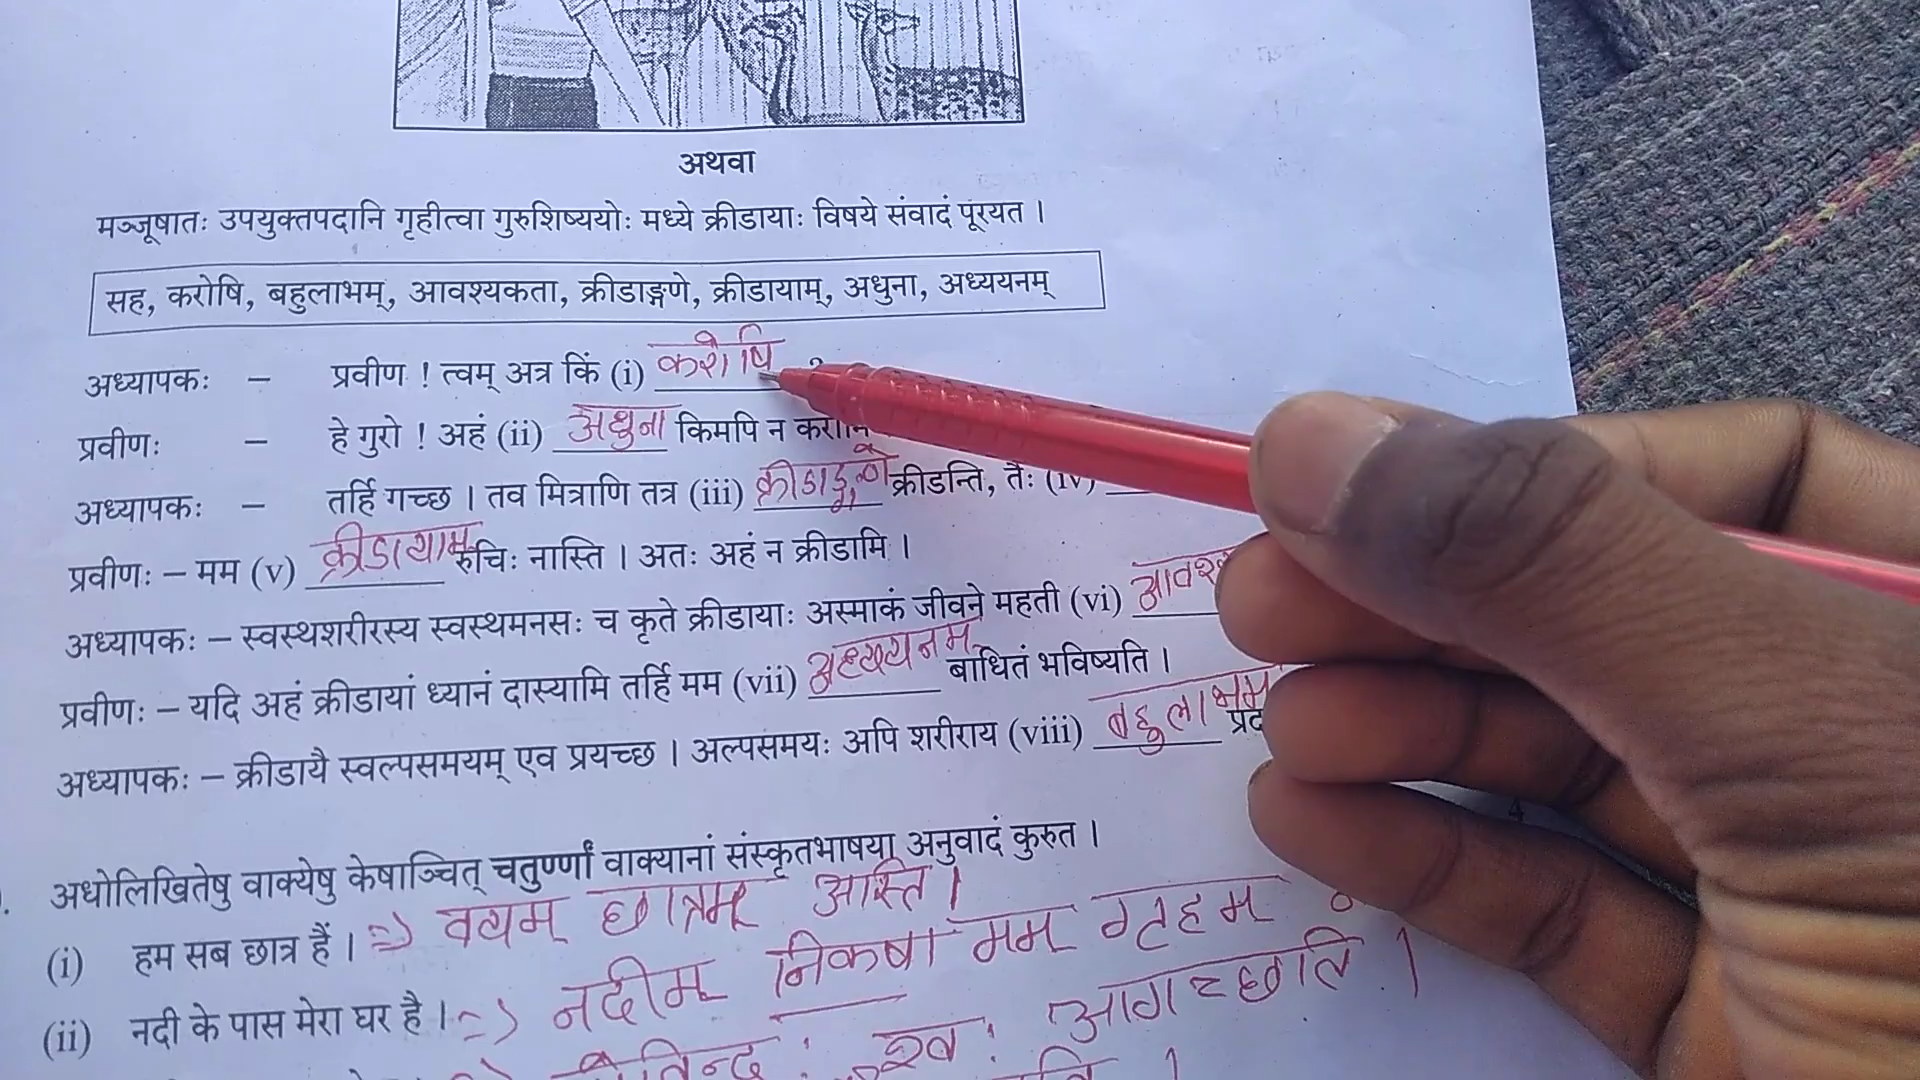 अथवा
मञ्जूषातः उपयुक्तपदानि गृहीत्वा गुरुशिष्ययोः मध्ये क्रीडायाः विषये संवादं पूरयत ।
सह, करोषि, बहुलाभम्, आवश्यकता, क्रीडाङ्गणे, क्रीडायाम्, अधुना, अध्ययनम्
अध्यापकः – प्रवीण ! त्वम् अत्र किं (i) करोषि ?
प्रवीणः – हे गुरो ! अहं (ii) अधुना किमपि न करोमि
अध्यापकः – तर्हि गच्छ । तव मित्राणि तत्र (iii) क्रीडाङ्गणे क्रीडन्ति, तैः (iv)
प्रवीणः – मम (v) क्रीडायाम् रुचिः नास्ति । अतः अहं न क्रीडामि ।
अध्यापकः – स्वस्थशरीरस्य स्वस्थमनसः च कृते क्रीडायाः अस्माकं जीवने महती (vi)
प्रवीणः – यदि अहं क्रीडायां ध्यानं दास्यामि तर्हि मम (vii) अध्ययनम् बाधितं भविष्यति ।
अध्यापकः – क्रीडायै स्वल्पसमयम् एव प्रयच्छ । अल्पसमयः अपि शरीराय (viii) बहुलाभम्
4
अधोलिखितेषु वाक्येषु केषाञ्चित् चतुर्ण्णां वाक्यानां संस्कृतभाषया अनुवादं कुरुत ।
(i) हम सब छात्र हैं । => वयम् छात्रम् अस्ति ।
(ii) नदी के पास मेरा घर है । => नदीम् निकषा मम गृहम्
श्वः आगच्छति ।